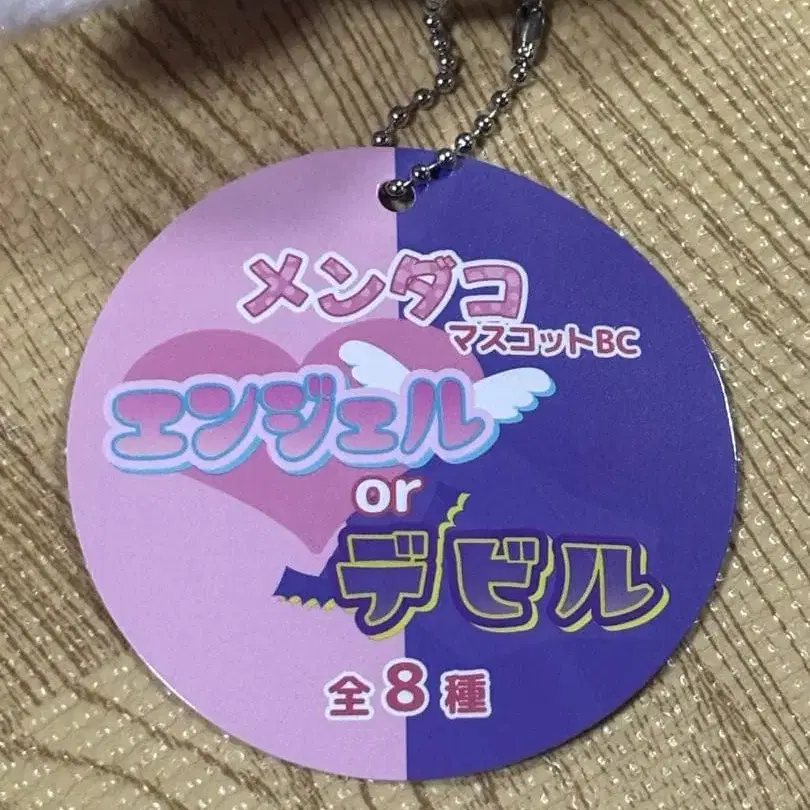 メンダコ
マスコットBC
エンジェル
or
デビル
全8種